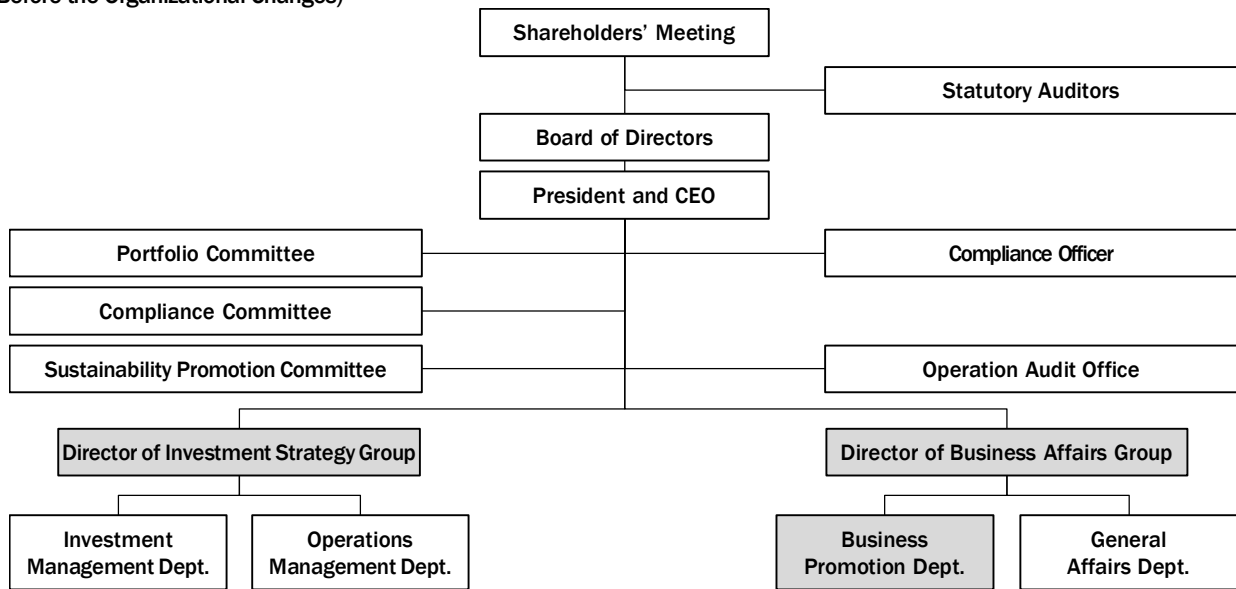 Before the Organizational Changes)
Shareholders’ Meeting
Statutory Auditors
Board of Directors
President and CEO
Portfolio Committee
Compliance Officer
Compliance Committee
Sustainability Promotion Committee
Operation Audit Office
Director of Investment Strategy Group
Director of Business Affairs Group
Investment
Management Dept.
Operations
Management Dept.
Business
Promotion Dept.
General
Affairs Dept.